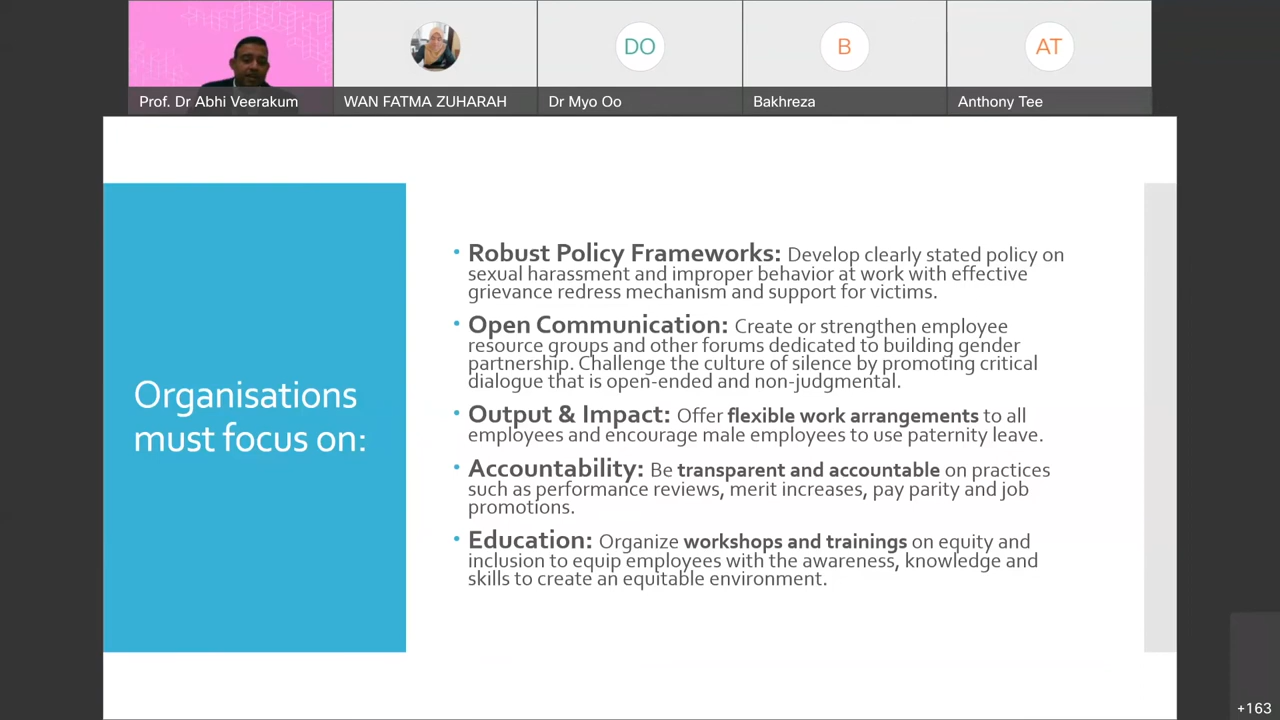 DO
B
AT
Prof. Dr Abhi Veerakum
WAN FATMA ZUHARAH
Dr Myo Oo
Bakhreza
Anthony Tee
Organisations
must focus on:
• Robust Policy Frameworks: Develop clearly stated policy on
sexual harassment and improper behavior at work with effective
grievance redress mechanism and support for victims.
• Open Communication: Create or strengthen employee
resource groups and other forums dedicated to building gender
partnership. Challenge the culture of silence by promoting critical
dialogue that is open-ended and non-judgmental.
• Output & Impact: Offer flexible work arrangements to all
employees and encourage male employees to use paternity leave.
• Accountability: Be transparent and accountable on practices
such as performance reviews, merit increases, pay parity and job
promotions.
• Education: Organize workshops and trainings on equity and
inclusion to equip employees with the awareness, knowledge and
skills to create an equitable environment.
+163